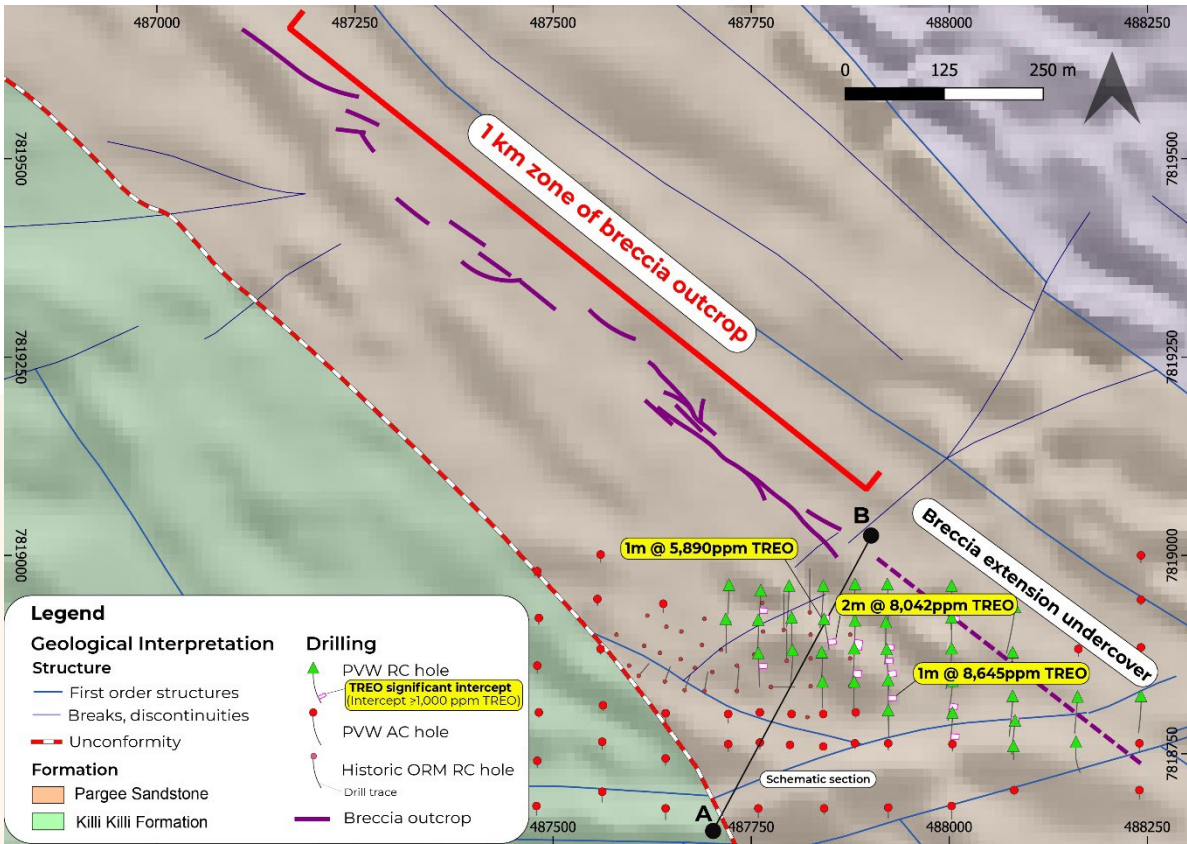 487000
487250
487500
487750
488000
488250
0
125
250 m
7819500
7819500
1 km zone of breccia outcrop
7819250
7819250
B
1m @ 5,890ppm TREO
Breccia extension undercover
7819000
7819000
2m @ 8,042ppm TREO
1m @ 8,645ppm TREO
7818750
Schematic section
A
487500
487750
488000
488250
Legend
Geological Interpretation
Structure
First order structures
Breaks, discontinuities
Unconformity
Formation
Pargee Sandstone
Killi Killi Formation
Drilling
PVW RC hole
TREO significant intercept
(Intercept >1,000 ppm TREO)
PVW AC hole
Historic ORM RC hole
Drill trace
Breccia outcrop